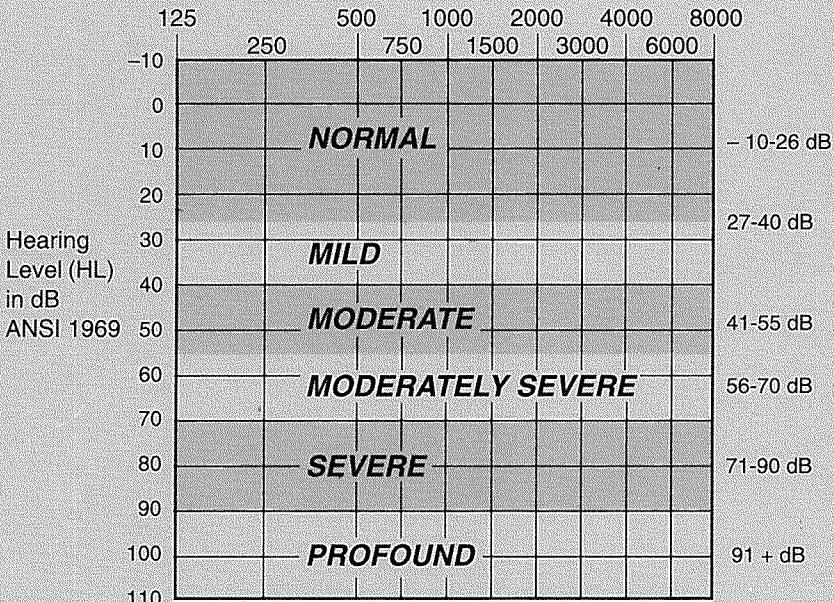 125 500 1000 2000 4000 8000
250 750 1500 3000 6000
–10
0
NORMAL
10 – 10-26 dB
20
27-40 dB
Hearing 30
Level (HL) MILD
in dB 40
ANSI 1969 50 MODERATE 41-55 dB
60 MODERATELY SEVERE 56-70 dB
70
80 SEVERE 71-90 dB
90
100 PROFOUND 91 + dB
110